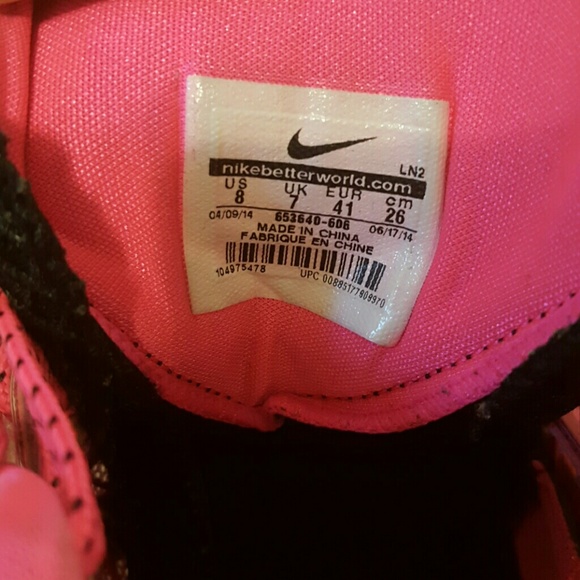 LN2
nikebetterworld.com
US UK EUR cm
8 7 41 26
04/09/14 653640-606 06/17/14
MADE IN CHINA
FABRIQUE EN CHINE
104975478 UPC